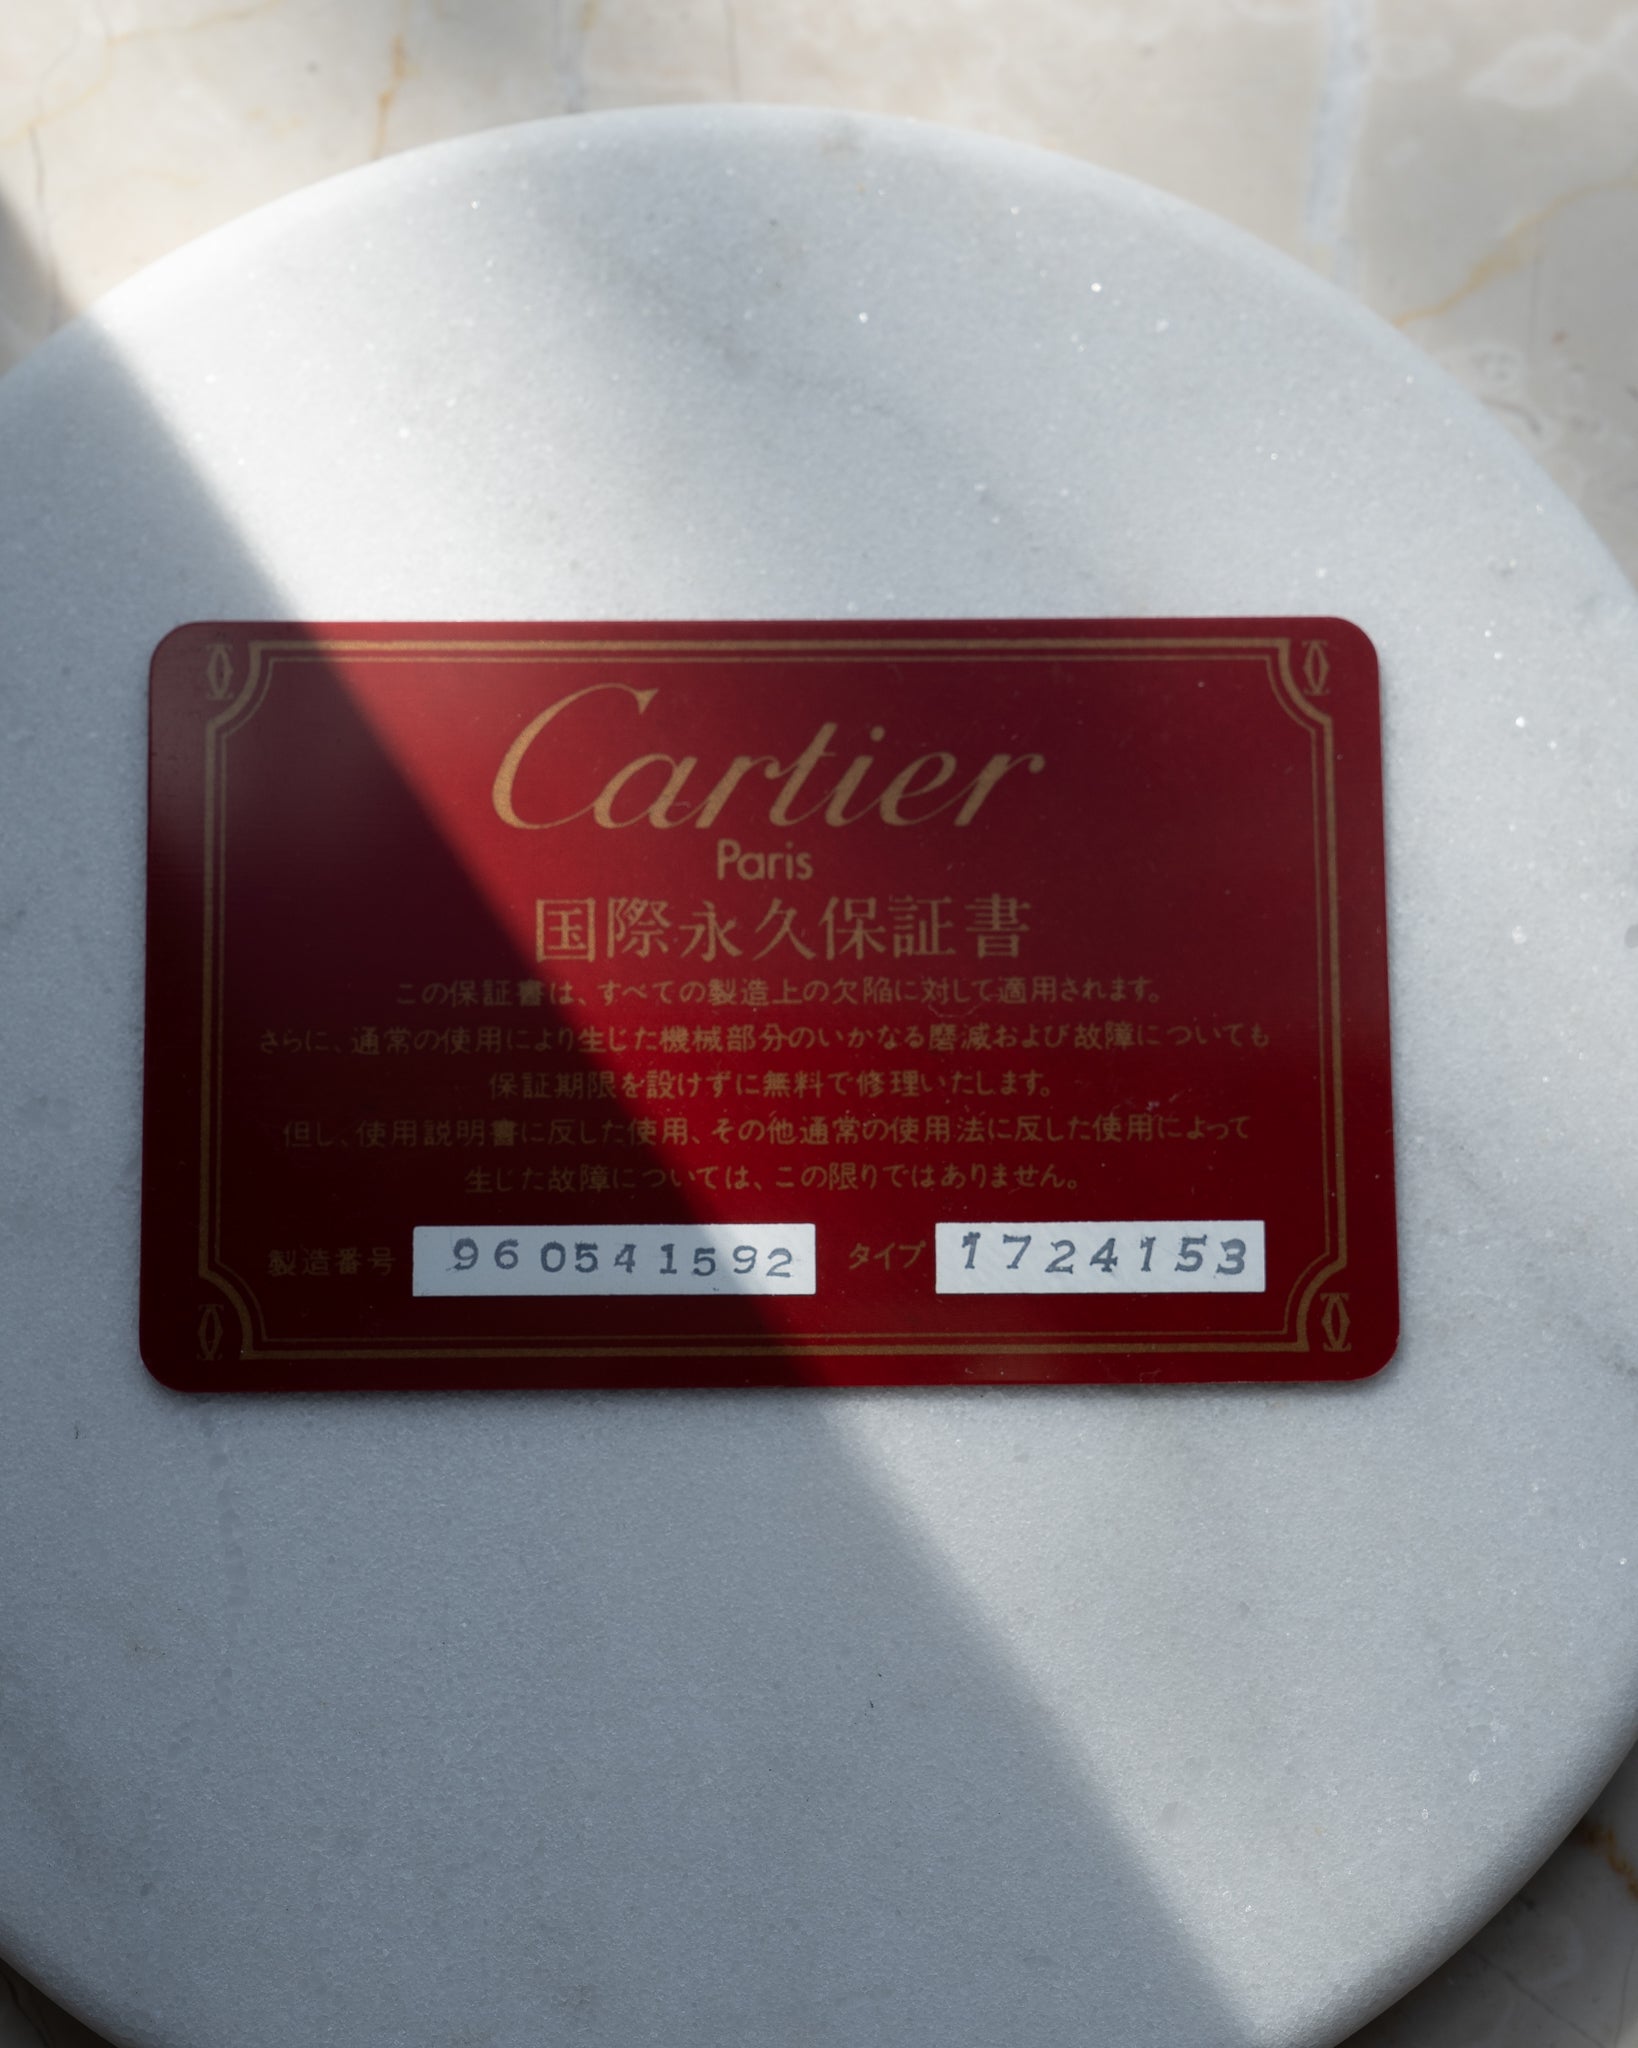 Cartier
Paris
国際永久保証書
この保証書は、すべての製造上の欠陥に対して適用されます。
さらに、通常の使用により生じた機械部分のいかなる磨滅および故障についても
保証期限を設けずに無料で修理いたします。
但し、使用説明書に反した使用、その他通常の使用法に反した使用によって
生じた故障については、この限りではありません。
製造番号 960541592 タイプ 1724153